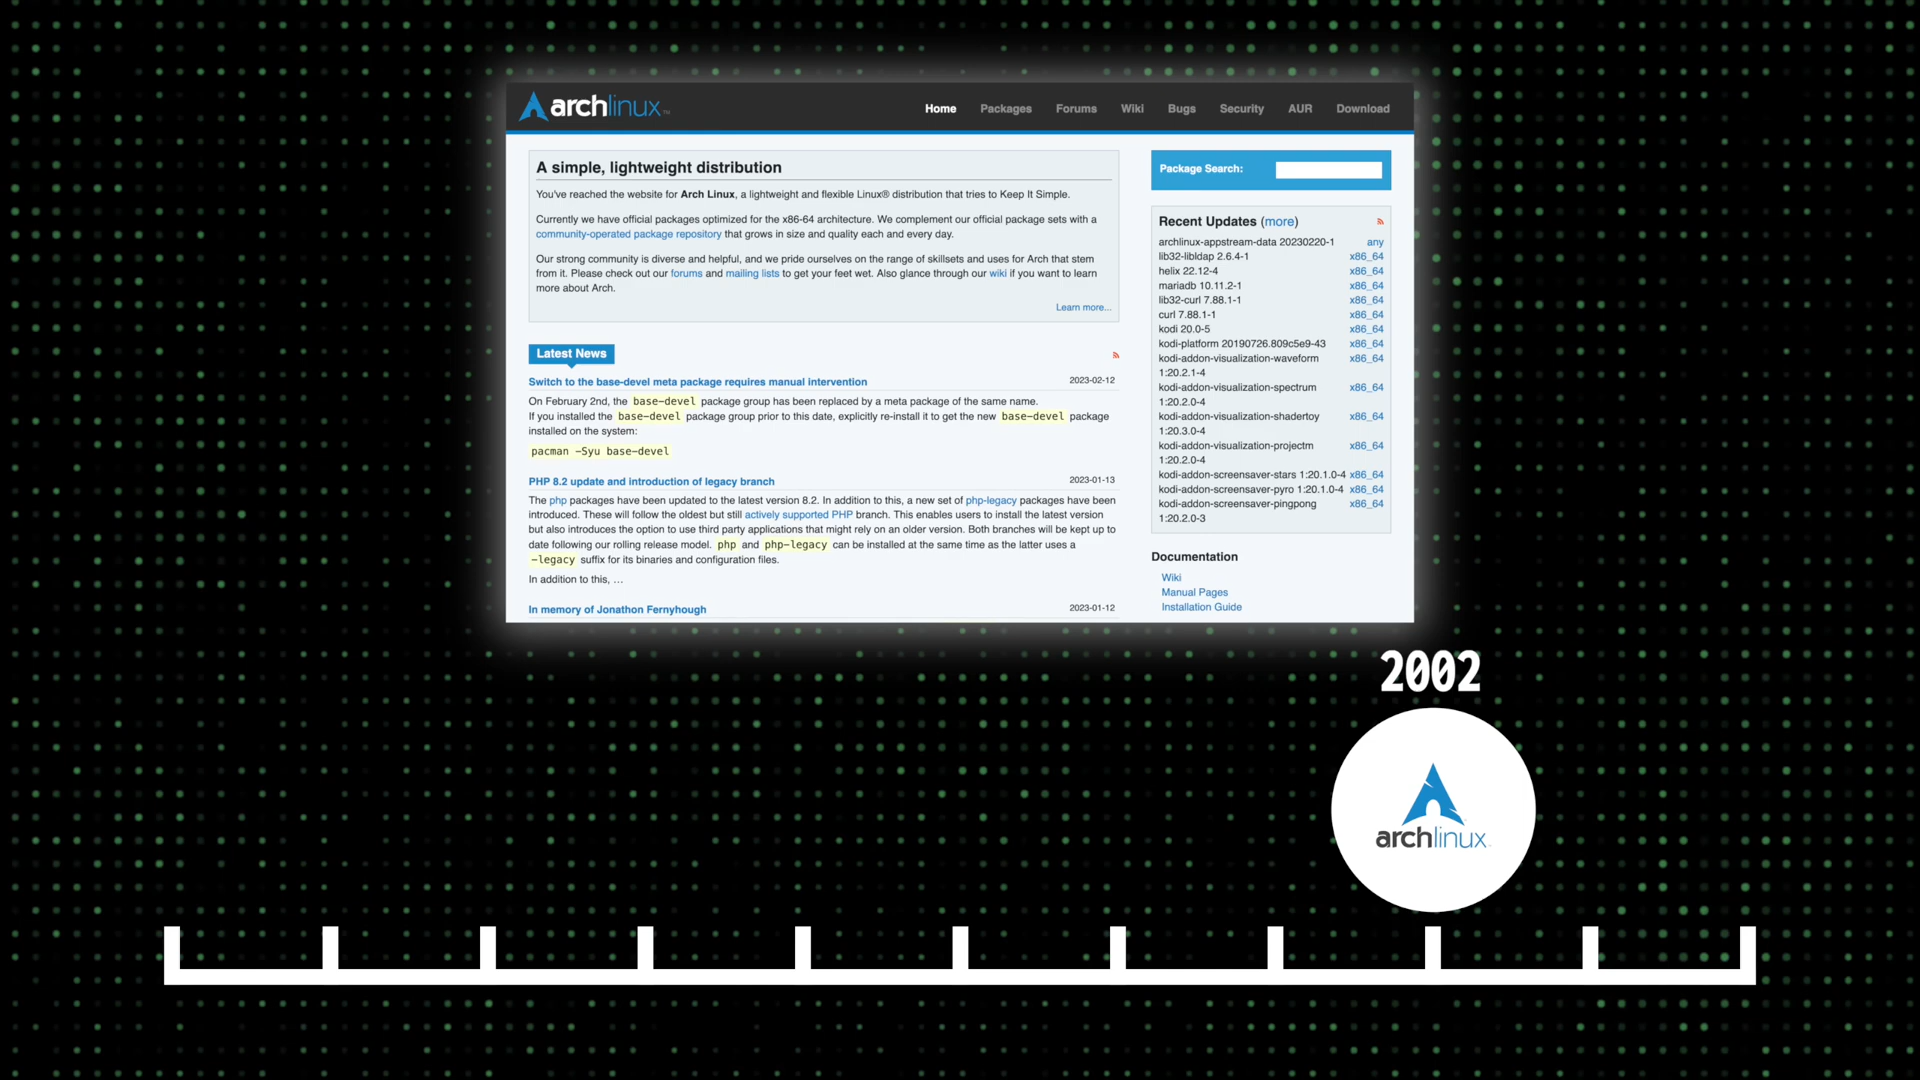 archlinux
Home Packages Forums Wiki Bugs Security AUR Download
A simple, lightweight distribution
You've reached the website for Arch Linux, a lightweight and flexible Linux® distribution that tries to Keep It Simple.
Currently we have official packages optimized for the x86-64 architecture. We complement our official package sets with a
community-operated package repository that grows in size and quality each and every day.
Our strong community is diverse and helpful, and we pride ourselves on the range of skillsets and uses for Arch that stem
from it. Please check out our forums and mailing lists to get your feet wet. Also glance through our wiki if you want to learn
more about Arch.
Learn more...
Latest News
Switch to the base-devel meta package requires manual intervention 2023-02-12
On February 2nd, the base-devel package group has been replaced by a meta package of the same name.
If you installed the base-devel package group prior to this date, explicitly re-install it to get the new base-devel package
installed on the system:
pacman -Syu base-devel
PHP 8.2 update and introduction of legacy branch 2023-01-13
The php packages have been updated to the latest version 8.2. In addition to this, a new set of php-legacy packages have been
introduced. These will follow the oldest but still actively supported PHP branch. This enables users to install the latest version
but also introduces the option to use third party applications that might rely on an older version. Both branches will be kept up to
date following our rolling release model. php and php-legacy can be installed at the same time as the latter uses a
-legacy suffix for its binaries and configuration files.
In addition to this, …
In memory of Jonathon Fernyhough 2023-01-12
Package Search:
Recent Updates (more)
archlinux-appstream-data 20230220-1 any
lib32-libldap 2.6.4-1 x86_64
helix 22.12-4 x86_64
mariadb 10.11.2-1 x86_64
lib32-curl 7.88.1-1 x86_64
curl 7.88.1-1 x86_64
kodi 20.0-5 x86_64
kodi-platform 20190726.809c5e9-43 x86_64
kodi-addon-visualization-waveform x86_64
1:20.2.1-4
kodi-addon-visualization-spectrum x86_64
1:20.2.0-4
kodi-addon-visualization-shadertoy x86_64
1:20.3.0-4
kodi-addon-visualization-projectm x86_64
1:20.2.0-4
kodi-addon-screensaver-stars 1:20.1.0-4 x86_64
kodi-addon-screensaver-pyro 1:20.1.0-4 x86_64
kodi-addon-screensaver-pingpong x86_64
1:20.2.0-3
Documentation
Wiki
Manual Pages
Installation Guide
2002
archlinux